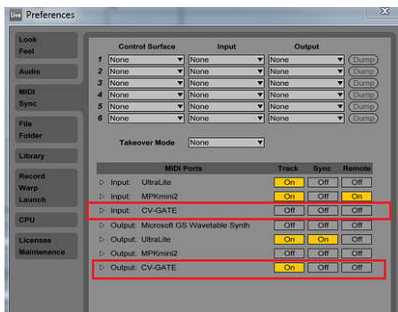 Live Preferences
Look
Feel
Audio
MIDI
Sync
File
Folder
Library
Record
Warp
Launch
CPU
Licenses
Maintenance
Control Surface Input Output
1 None None None (Dump)
2 None None None (Dump)
3 None None None (Dump)
4 None None None (Dump)
5 None None None (Dump)
6 None None None (Dump)
Takeover Mode None
MIDI Ports Track Sync Remote
Input: UltraLite On Off Off
Input: MPKmini2 On Off On
Input: CV-GATE Off Off Off
Output: Microsoft GS Wavetable Synth Off Off Off
Output: UltraLite On On Off
Output: MPKmini2 Off Off Off
Output: CV-GATE On Off Off